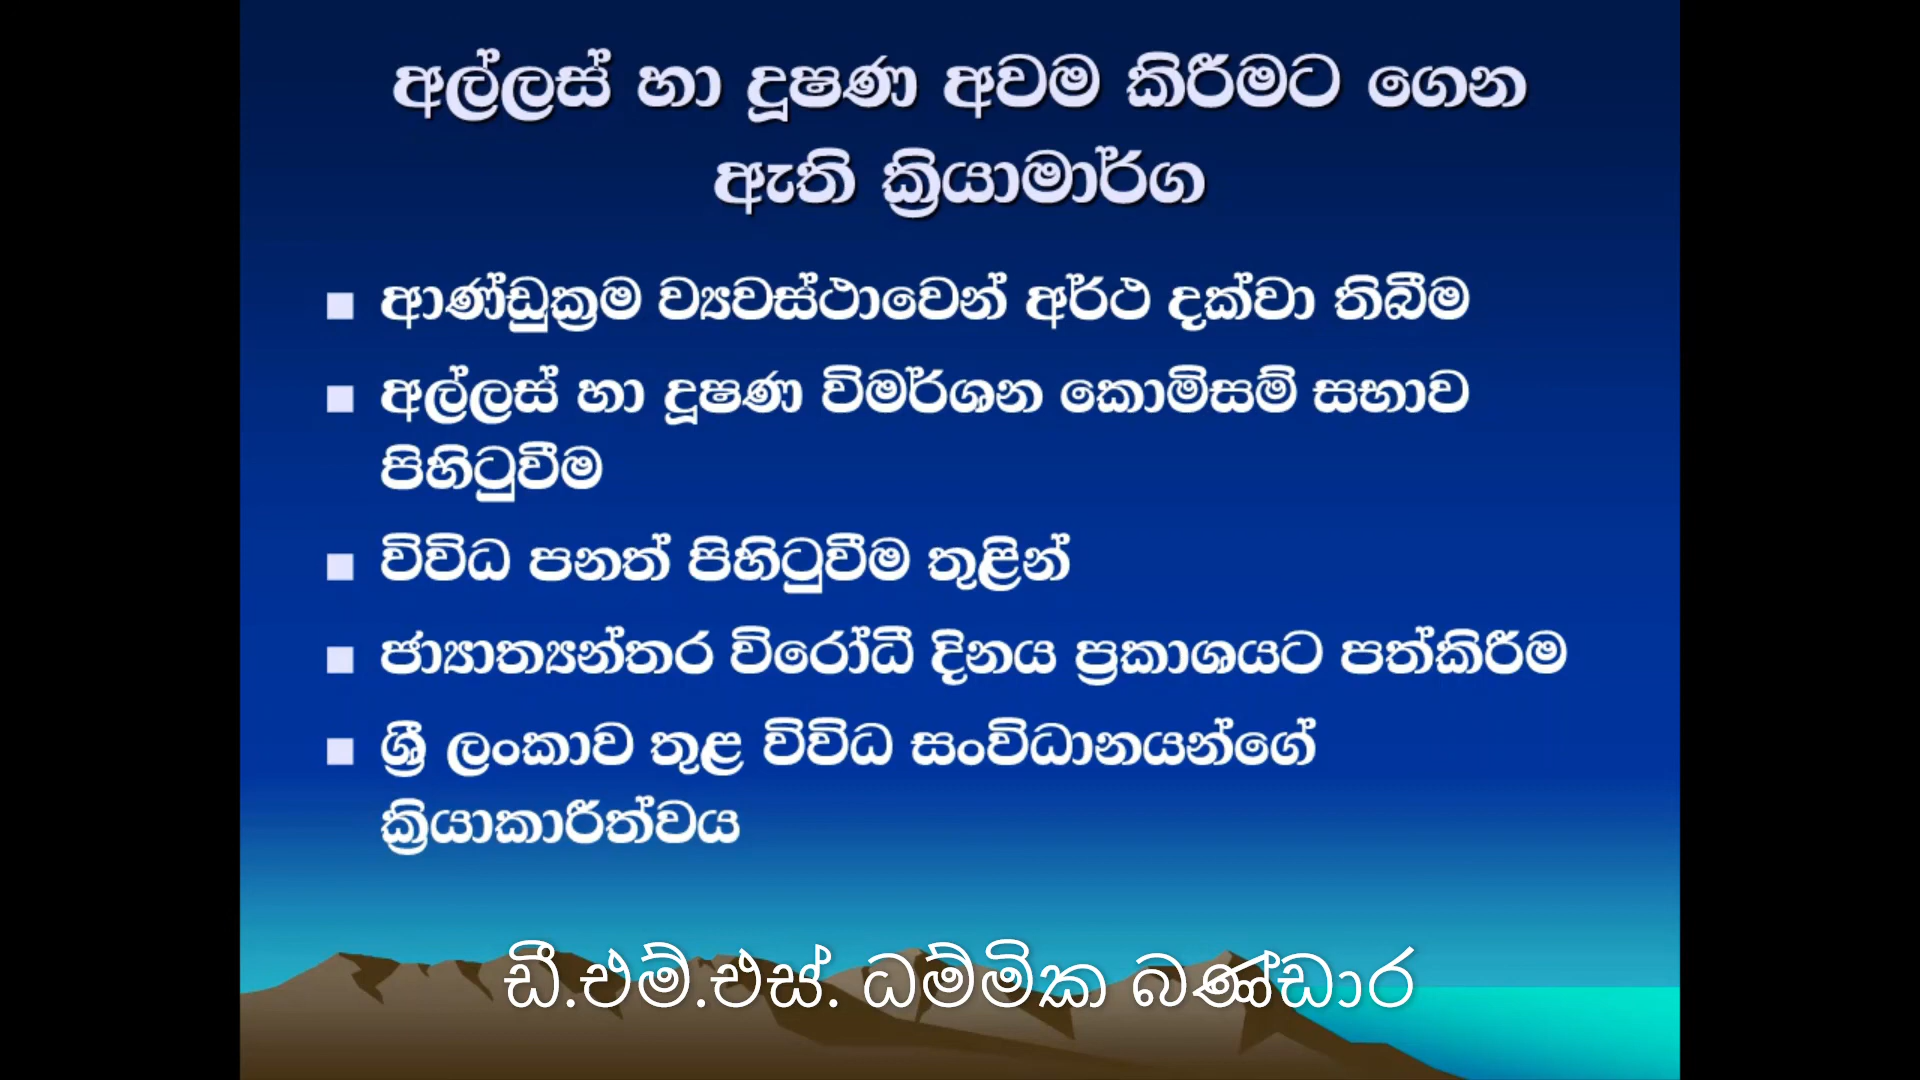 අල්ලස් හා දූෂණ අවම කිරීමට ගෙන
ඇති ක්‍රියාමාර්ග
■ ආණ්ඩුක්‍රම ව්‍යවස්ථාවෙන් අර්ථ දක්වා තිබීම
■ අල්ලස් හා දූෂණ විමර්ශන කොමිසම් සභාව
පිහිටුවීම
■ විවිධ පනත් පිහිටුවීම තුළින්
■ ජ්‍යාත්‍යන්තර විරෝධී දිනය ප්‍රකාශයට පත්කිරීම
■ ශ්‍රී ලංකාව තුළ විවිධ සංවිධානයන්ගේ
ක්‍රියාකාරීත්වය
ඩී.එම්.එස්. ධම්මික බණ්ඩාර